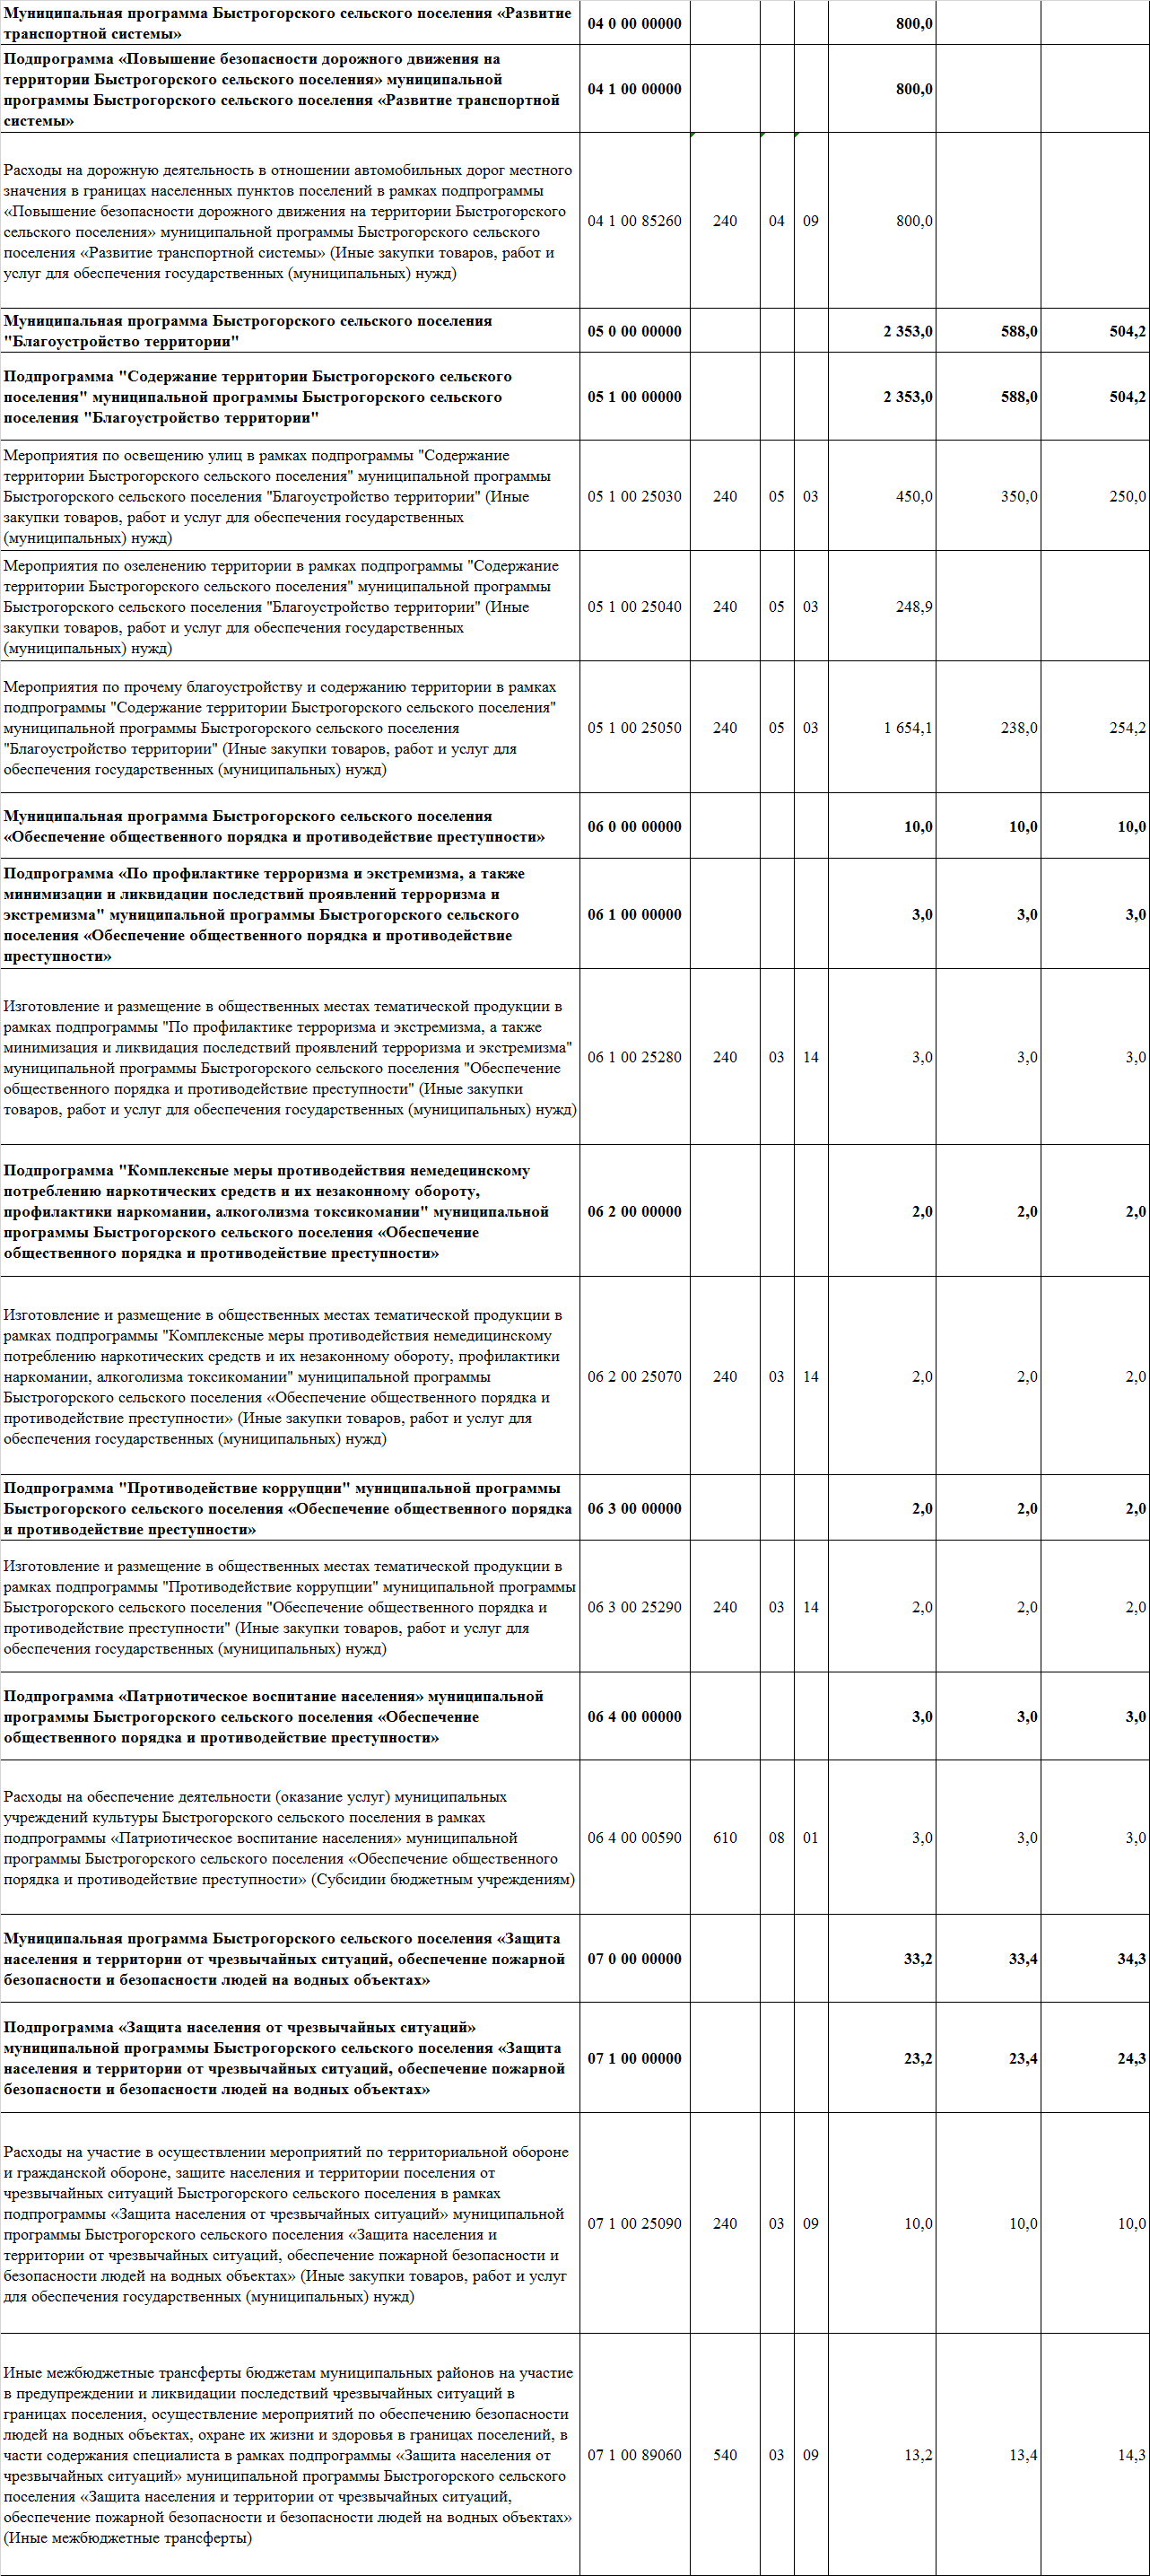 Муниципальная программа Быстрогорского сельского поселения «Развитие
транспортной системы»
04 0 00 00000
800,0
Подпрограмма «Повышение безопасности дорожного движения на
территории Быстрогорского сельского поселения» муниципальной
программы Быстрогорского сельского поселения «Развитие транспортной
системы»
04 1 00 00000
800,0
Расходы на дорожную деятельность в отношении автомобильных дорог местного
значения в границах населенных пунктов поселений в рамках подпрограммы
«Повышение безопасности дорожного движения на территории Быстрогорского
сельского поселения» муниципальной программы Быстрогорского сельского
поселения «Развитие транспортной системы» (Иные закупки товаров, работ и
услуг для обеспечения государственных (муниципальных) нужд)
04 1 00 85260 240 04 09 800,0
Муниципальная программа Быстрогорского сельского поселения
"Благоустройство территории"
05 0 00 00000 2 353,0 588,0 504,2
Подпрограмма "Содержание территории Быстрогорского сельского
поселения" муниципальной программы Быстрогорского сельского
поселения "Благоустройство территории"
05 1 00 00000 2 353,0 588,0 504,2
Мероприятия по освещению улиц в рамках подпрограммы "Содержание
территории Быстрогорского сельского поселения" муниципальной программы
Быстрогорского сельского поселения "Благоустройство территории" (Иные
закупки товаров, работ и услуг для обеспечения государственных
(муниципальных) нужд)
05 1 00 25030 240 05 03 450,0 350,0 250,0
Мероприятия по озеленению территории в рамках подпрограммы "Содержание
территории Быстрогорского сельского поселения" муниципальной программы
Быстрогорского сельского поселения "Благоустройство территории" (Иные
закупки товаров, работ и услуг для обеспечения государственных
(муниципальных) нужд)
05 1 00 25040 240 05 03 248,9
Мероприятия по прочему благоустройству и содержанию территории в рамках
подпрограммы "Содержание территории Быстрогорского сельского поселения"
муниципальной программы Быстрогорского сельского поселения
"Благоустройство территории" (Иные закупки товаров, работ и услуг для
обеспечения государственных (муниципальных) нужд)
05 1 00 25050 240 05 03 1 654,1 238,0 254,2
Муниципальная программа Быстрогорского сельского поселения
«Обеспечение общественного порядка и противодействие преступности»
06 0 00 00000 10,0 10,0 10,0
Подпрограмма «По профилактике терроризма и экстремизма, а также
минимизации и ликвидации последствий проявлений терроризма и
экстремизма" муниципальной программы Быстрогорского сельского
поселения «Обеспечение общественного порядка и противодействие
преступности»
06 1 00 00000 3,0 3,0 3,0
Изготовление и размещение в общественных местах тематической продукции в
рамках подпрограммы "По профилактике терроризма и экстремизма, а также
минимизация и ликвидация последствий проявлений терроризма и экстремизма"
муниципальной программы Быстрогорского сельского поселения "Обеспечение
общественного порядка и противодействие преступности" (Иные закупки
товаров, работ и услуг для обеспечения государственных (муниципальных) нужд)
06 1 00 25280 240 03 14 3,0 3,0 3,0
Подпрограмма "Комплексные меры противодействия немедецинскому
потреблению наркотических средств и их незаконному обороту,
профилактики наркомании, алкоголизма токсикомании" муниципальной
программы Быстрогорского сельского поселения «Обеспечение
общественного порядка и противодействие преступности»
06 2 00 00000 2,0 2,0 2,0
Изготовление и размещение в общественных местах тематической продукции в
рамках подпрограммы "Комплексные меры противодействия немедицинскому
потреблению наркотических средств и их незаконному обороту, профилактики
наркомании, алкоголизма токсикомании" муниципальной программы
Быстрогорского сельского поселения «Обеспечение общественного порядка и
противодействие преступности» (Иные закупки товаров, работ и услуг для
обеспечения государственных (муниципальных) нужд)
06 2 00 25070 240 03 14 2,0 2,0 2,0
Подпрограмма "Противодействие коррупции" муниципальной программы
Быстрогорского сельского поселения «Обеспечение общественного порядка
и противодействие преступности»
06 3 00 00000 2,0 2,0 2,0
Изготовление и размещение в общественных местах тематической продукции в
рамках подпрограммы "Противодействие коррупции" муниципальной программы
Быстрогорского сельского поселения "Обеспечение общественного порядка и
противодействие преступности" (Иные закупки товаров, работ и услуг для
обеспечения государственных (муниципальных) нужд)
06 3 00 25290 240 03 14 2,0 2,0 2,0
Подпрограмма «Патриотическое воспитание населения» муниципальной
программы Быстрогорского сельского поселения «Обеспечение
общественного порядка и противодействие преступности»
06 4 00 00000 3,0 3,0 3,0
Расходы на обеспечение деятельности (оказание услуг) муниципальных
учреждений культуры Быстрогорского сельского поселения в рамках
подпрограммы «Патриотическое воспитание населения» муниципальной
программы Быстрогорского сельского поселения «Обеспечение общественного
порядка и противодействие преступности» (Субсидии бюджетным учреждениям)
06 4 00 00590 610 08 01 3,0 3,0 3,0
Муниципальная программа Быстрогорского сельского поселения «Защита
населения и территории от чрезвычайных ситуаций, обеспечение пожарной
безопасности и безопасности людей на водных объектах»
07 0 00 00000 33,2 33,4 34,3
Подпрограмма «Защита населения от чрезвычайных ситуаций»
муниципальной программы Быстрогорского сельского поселения «Защита
населения и территории от чрезвычайных ситуаций, обеспечение пожарной
безопасности и безопасности людей на водных объектах»
07 1 00 00000 23,2 23,4 24,3
Расходы на участие в осуществлении мероприятий по территориальной обороне
и гражданской обороне, защите населения и территории поселения от
чрезвычайных ситуаций Быстрогорского сельского поселения в рамках
подпрограммы «Защита населения от чрезвычайных ситуаций» муниципальной
программы Быстрогорского сельского поселения «Защита населения и
территории от чрезвычайных ситуаций, обеспечение пожарной безопасности и
безопасности людей на водных объектах» (Иные закупки товаров, работ и услуг
для обеспечения государственных (муниципальных) нужд)
07 1 00 25090 240 03 09 10,0 10,0 10,0
Иные межбюджетные трансферты бюджетам муниципальных районов на участие
в предупреждении и ликвидации последствий чрезвычайных ситуаций в
границах поселения, осуществление мероприятий по обеспечению безопасности
людей на водных объектах, охране их жизни и здоровья в границах поселений, в
части содержания специалиста в рамках подпрограммы «Защита населения от
чрезвычайных ситуаций» муниципальной программы Быстрогорского сельского
поселения «Защита населения и территории от чрезвычайных ситуаций,
обеспечение пожарной безопасности и безопасности людей на водных объектах»
(Иные межбюджетные трансферты)
07 1 00 89060 540 03 09 13,2 13,4 14,3